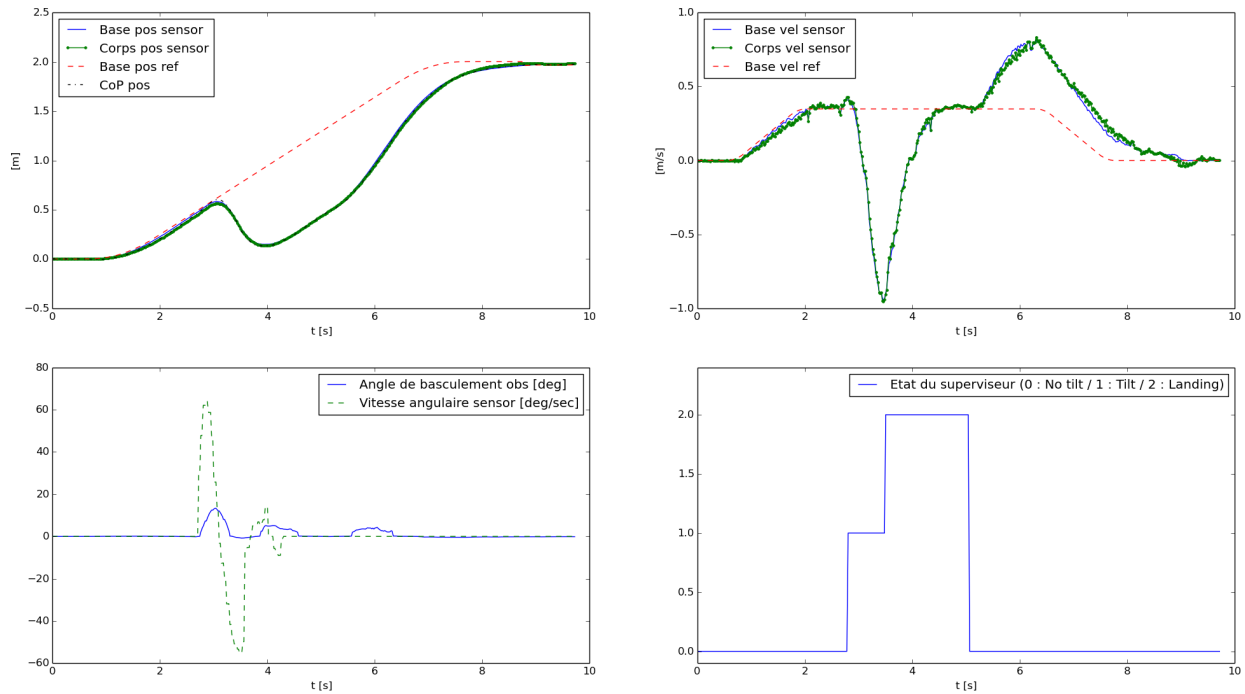 2.5
2.0
1.5
1.0
0.5
0.0
−0.5
[m]
Base pos sensor
Corps pos sensor
Base pos ref
CoP pos
0 2 4 6 8 10
t [s]
1.0
0.5
0.0
−0.5
−1.0
[m/s]
Base vel sensor
Corps vel sensor
Base vel ref
0 2 4 6 8 10
t [s]
80
60
40
20
0
−20
−40
−60
Angle de basculement obs [deg]
Vitesse angulaire sensor [deg/sec]
0 2 4 6 8 10
t [s]
2.0
1.5
1.0
0.5
0.0
Etat du superviseur (0 : No tilt / 1 : Tilt / 2 : Landing)
0 2 4 6 8 10
t [s]